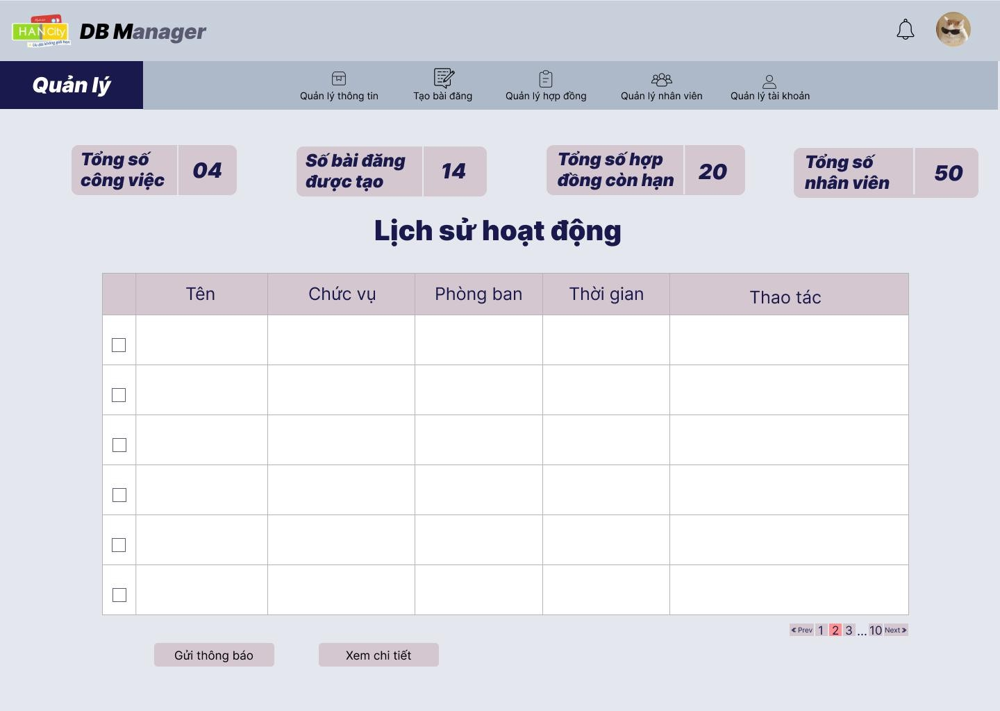 HANCity
Ưu đãi không giới hạn
DB Manager
Quản lý
Quản lý thông tin
Tạo bài đăng
Quản lý hợp đồng
Quản lý nhân viên
Quản lý tài khoản
Tổng số
công việc
04
Số bài đăng
được tạo
14
Tổng số hợp
đồng còn hạn
20
Tổng số
nhân viên
50
Lịch sử hoạt động
Tên
Chức vụ
Phòng ban
Thời gian
Thao tác
Prev 1 2 3 ... 10 Next
Gửi thông báo
Xem chi tiết